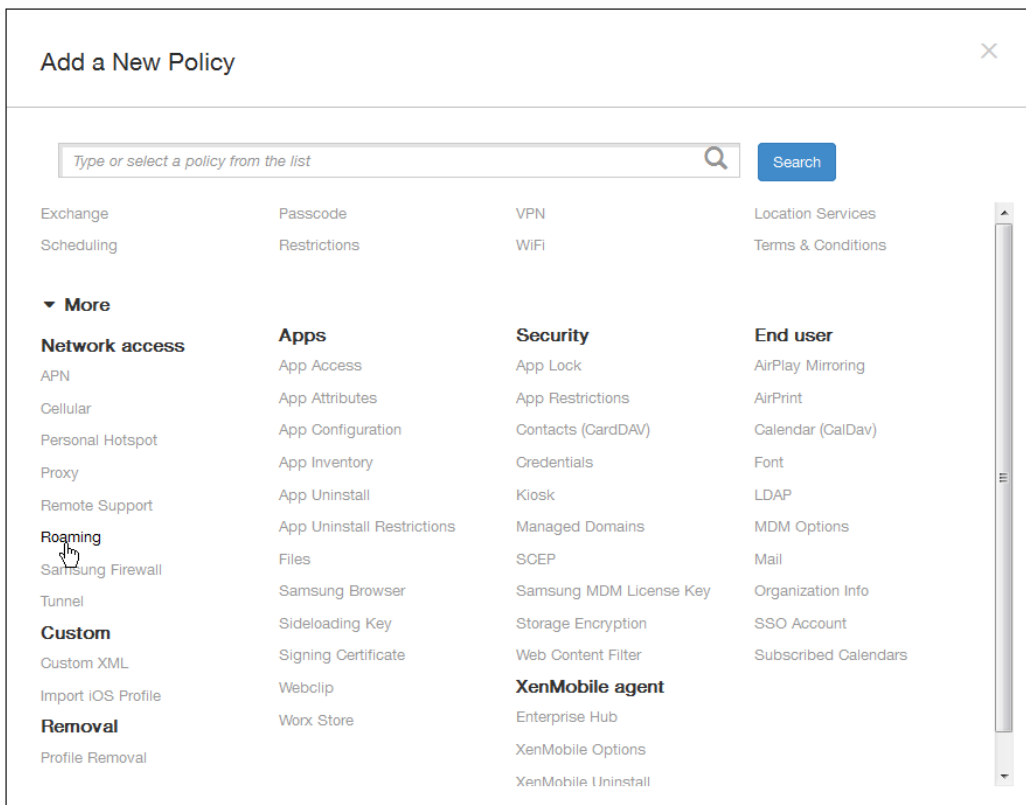 Add a New Policy
Type or select a policy from the list
Search
Exchange
Scheduling
Passcode
Restrictions
VPN
WiFi
Location Services
Terms & Conditions
More
Network access
APN
Cellular
Personal Hotspot
Proxy
Remote Support
Roaming
Samsung Firewall
Tunnel
Custom
Custom XML
Import iOS Profile
Removal
Profile Removal
Apps
App Access
App Attributes
App Configuration
App Inventory
App Uninstall
App Uninstall Restrictions
Files
Samsung Browser
Sideloading Key
Signing Certificate
Webclip
Worx Store
Security
App Lock
App Restrictions
Contacts (CardDAV)
Credentials
Kiosk
Managed Domains
SCEP
Samsung MDM License Key
Storage Encryption
Web Content Filter
XenMobile agent
Enterprise Hub
XenMobile Options
XenMobile Uninstall
End user
AirPlay Mirroring
AirPrint
Calendar (CalDav)
Font
LDAP
MDM Options
Mail
Organization Info
SSO Account
Subscribed Calendars